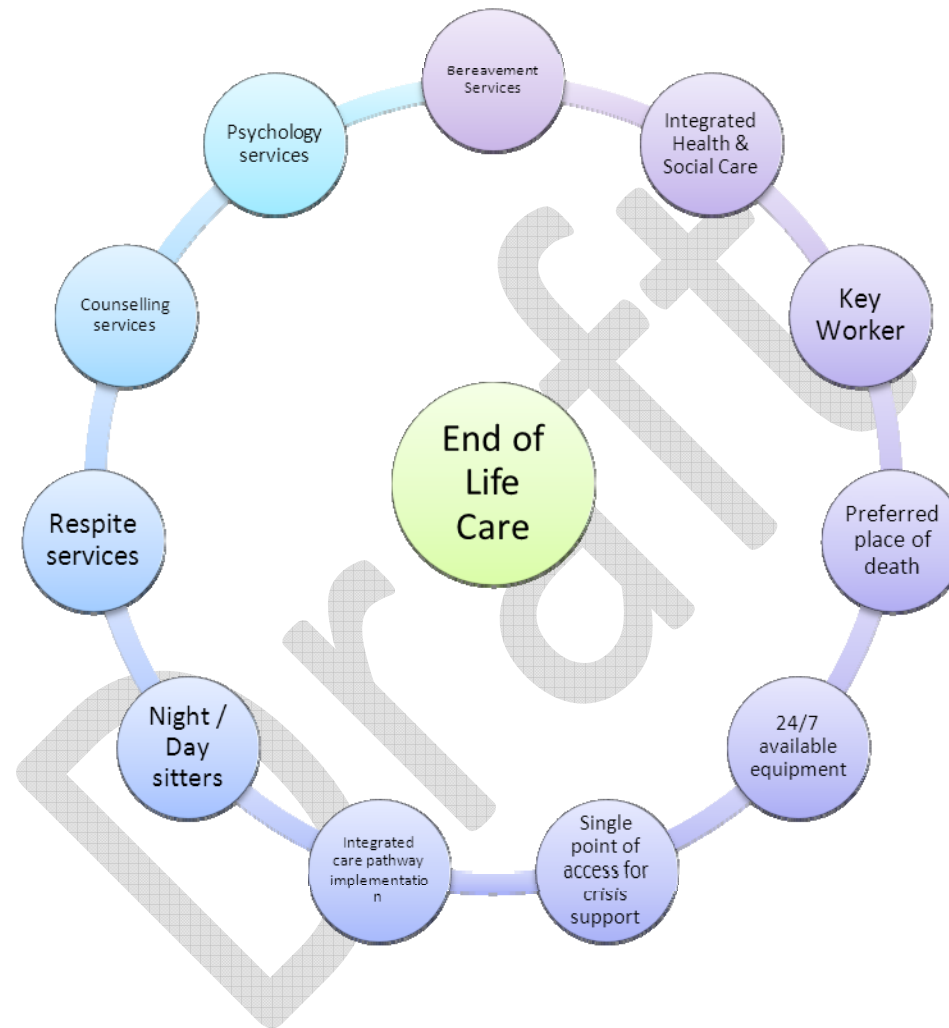 Bereavement
Services
Integrated
Health &
Social Care
Key
Worker
Preferred
place of
death
24/7
available
equipment
Single
point of
access for
crisis
support
Integrated
care pathway
implementatio
n
Night /
Day
sitters
Respite
services
Counselling
services
Psychology
services
End of
Life
Care
Draft